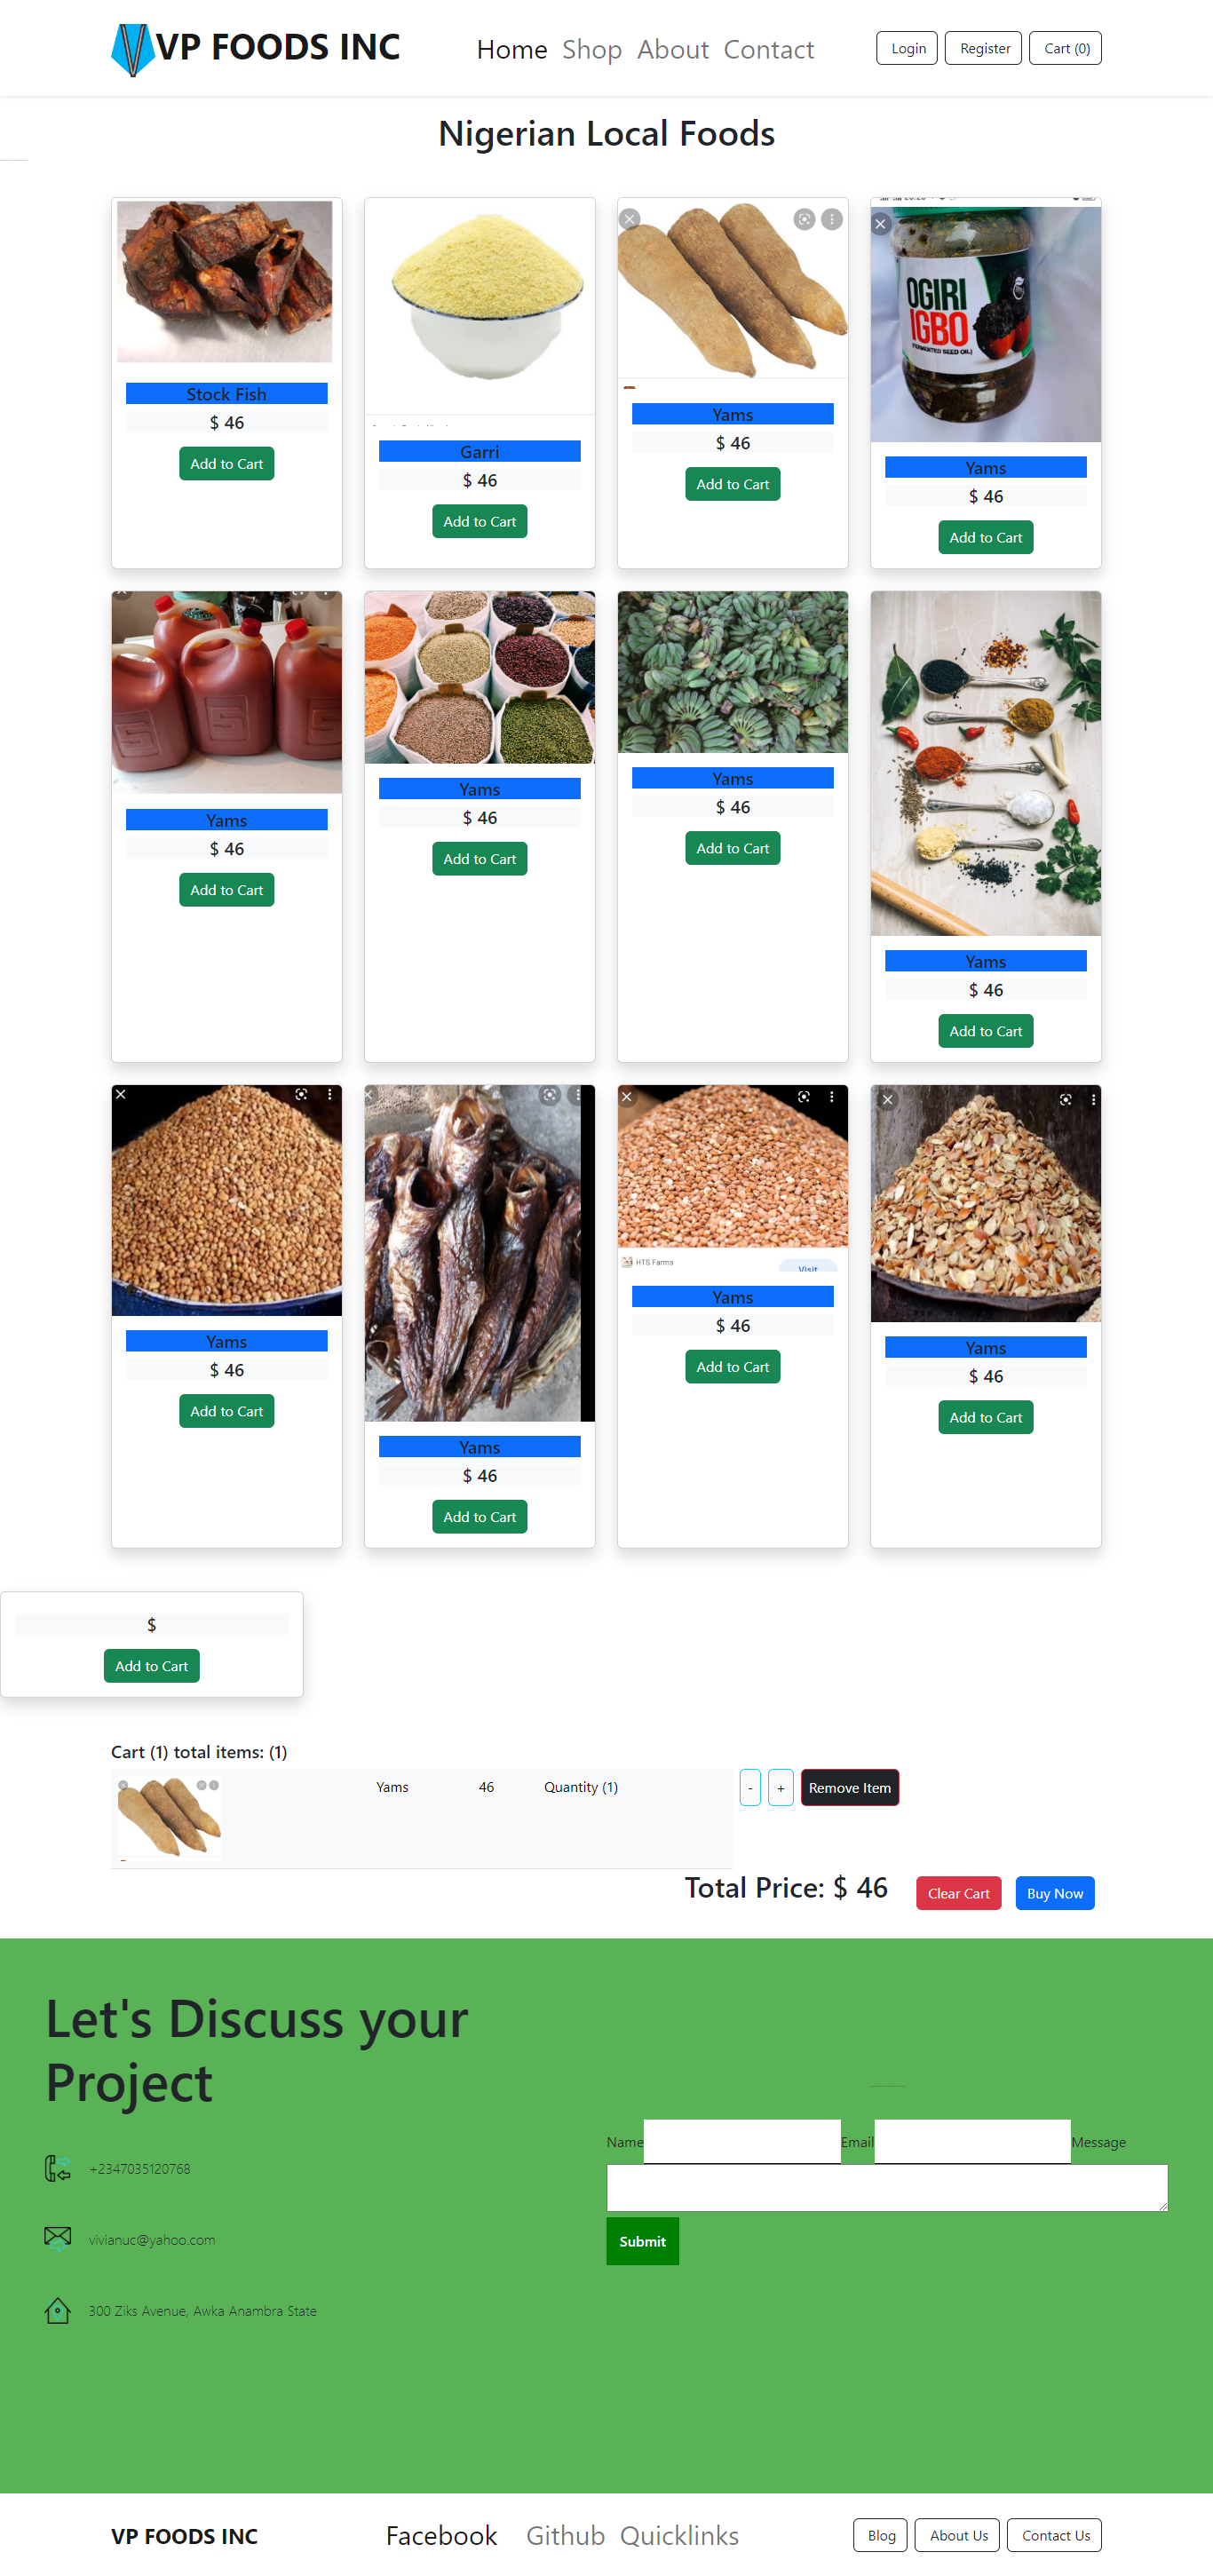 VP FOODS INC
Home Shop About Contact
Login Register Cart (0)
Nigerian Local Foods
OGIRI
IGBO
(FERMENTED SEED OIL)
Stock Fish
$ 46
Add to Cart
Garri
$ 46
Add to Cart
Yams
$ 46
Add to Cart
Yams
$ 46
Add to Cart
Yams
$ 46
Add to Cart
Yams
$ 46
Add to Cart
Yams
$ 46
Add to Cart
Yams
$ 46
Add to Cart
Yams
$ 46
Add to Cart
Yams
$ 46
Add to Cart
HTS Farms
Visit
Yams
$ 46
Add to Cart
Yams
$ 46
Add to Cart
$
Add to Cart
Cart (1) total items: (1)
Yams 46 Quantity (1) - + Remove Item
Total Price: $ 46 Clear Cart Buy Now
Let's Discuss your
Project
+2347035120768
vivianuc@yahoo.com
300 Ziks Avenue, Awka Anambra State
Name Email Message
Submit
VP FOODS INC
Facebook Github Quicklinks
Blog About Us Contact Us